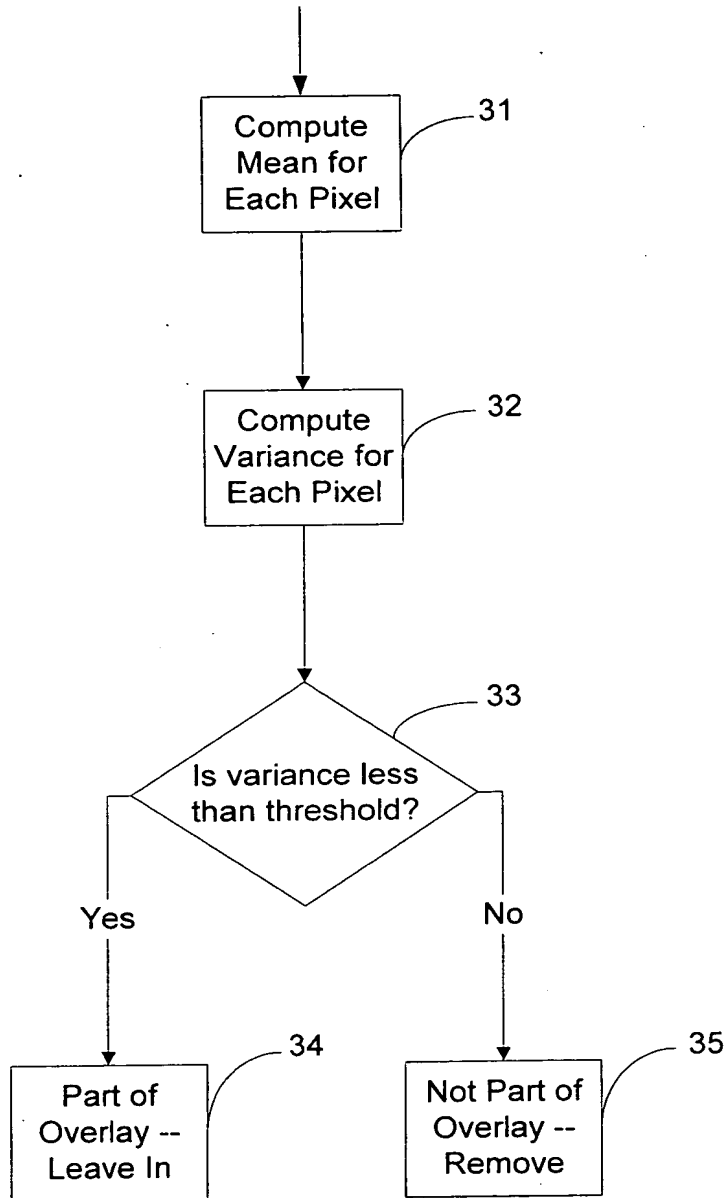 Compute
Mean for
Each Pixel
31
Compute
Variance for
Each Pixel
32
33
Is variance less
than threshold?
Yes
No
34
Part of
Overlay --
Leave In
35
Not Part of
Overlay --
Remove